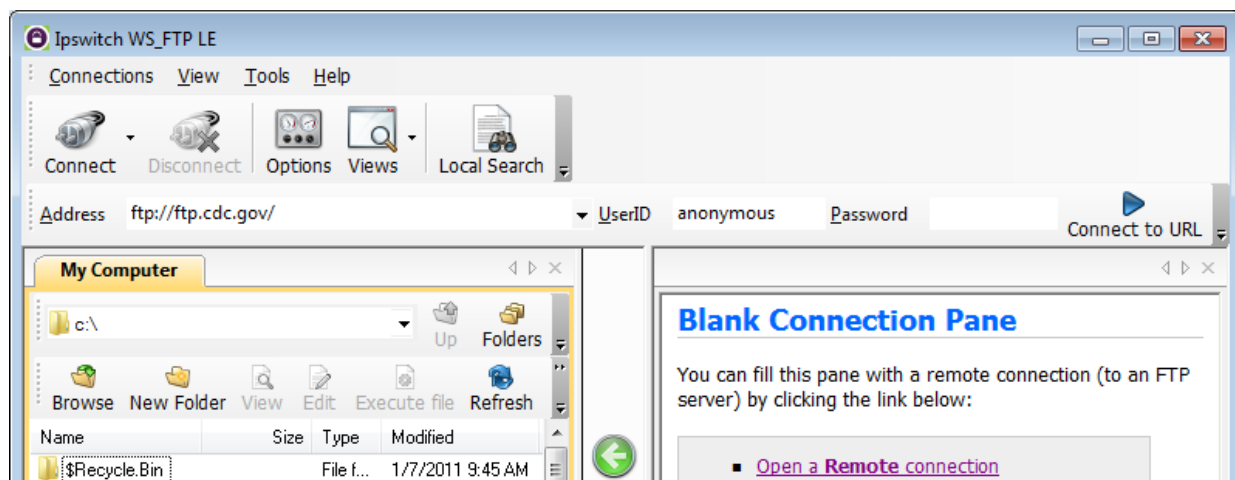 Ipswitch WS_FTP LE
Connections View Tools Help
Connect Disconnect Options Views Local Search
Address ftp://ftp.cdc.gov/ UserID anonymous Password Connect to URL
My Computer
c:\ Up Folders
Browse New Folder View Edit Execute file Refresh
Name Size Type Modified
$Recycle.Bin File f... 1/7/2011 9:45 AM
Blank Connection Pane
You can fill this pane with a remote connection (to an FTP
server) by clicking the link below:
Open a Remote connection